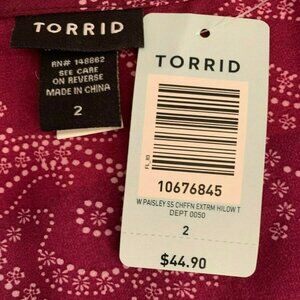 TORRID
RN# 148862
SEE CARE
ON REVERSE
MADE IN CHINA
2
TORRID
FL_83
10676845
W PAISLEY SS CHFFN EXTRM HILOW T
DEPT 0050
2
$44.90